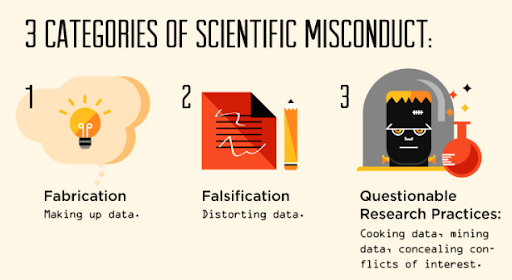 3 CATEGORIES OF SCIENTIFIC MISCONDUCT:
1
Fabrication
Making up data.
2
Falsification
Distorting data.
3
Questionable
Research Practices:
Cooking data, mining
data, concealing con-
flicts of interest.